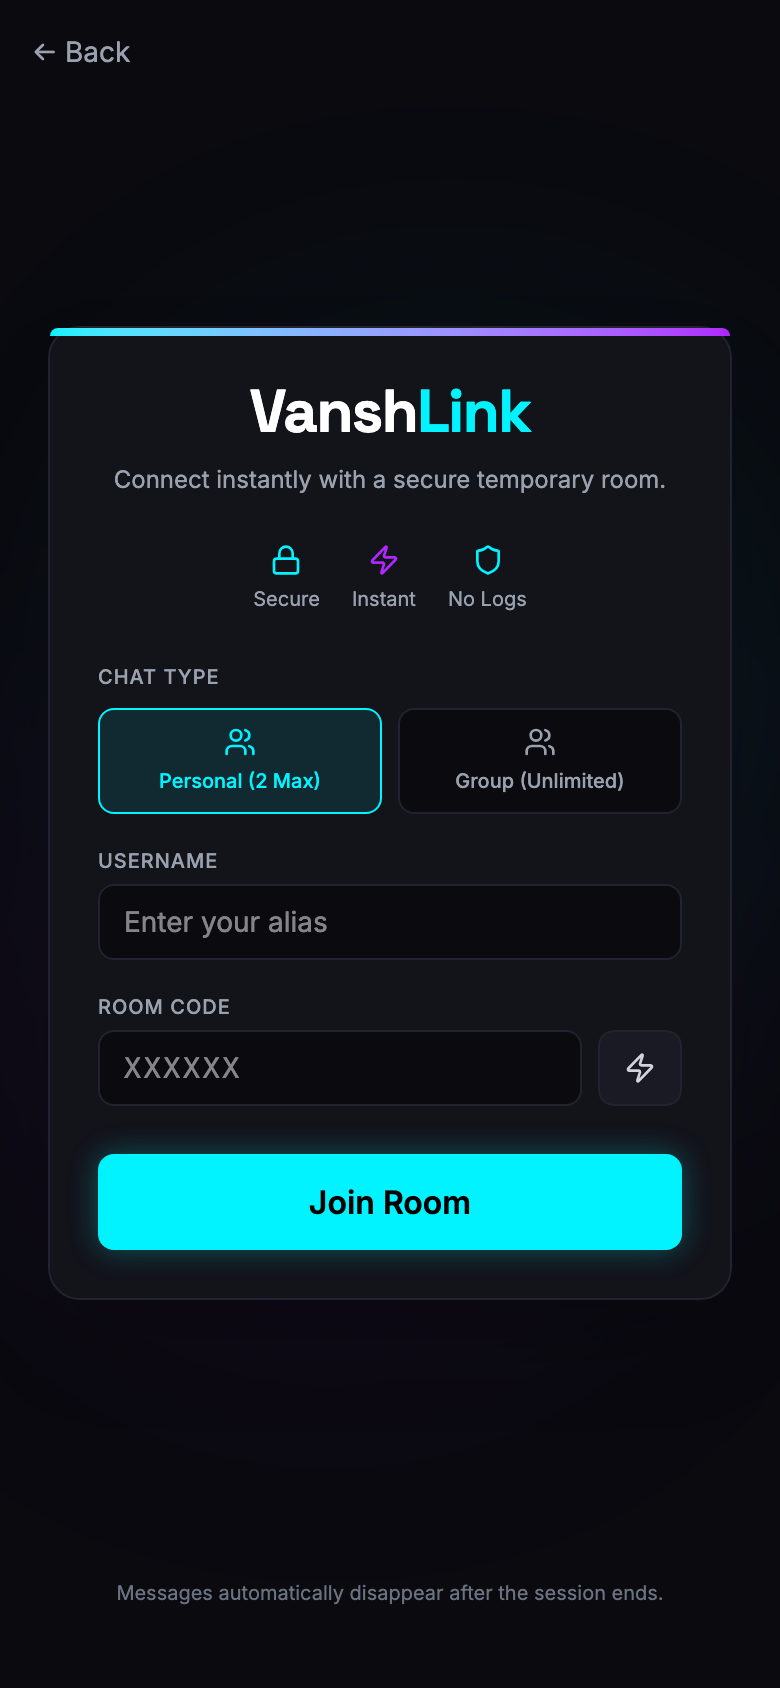 ← Back
VanshLink
Connect instantly with a secure temporary room.
Secure Instant No Logs
CHAT TYPE
Personal (2 Max) Group (Unlimited)
USERNAME
Enter your alias
ROOM CODE
XXXXXX
Join Room
Messages automatically disappear after the session ends.